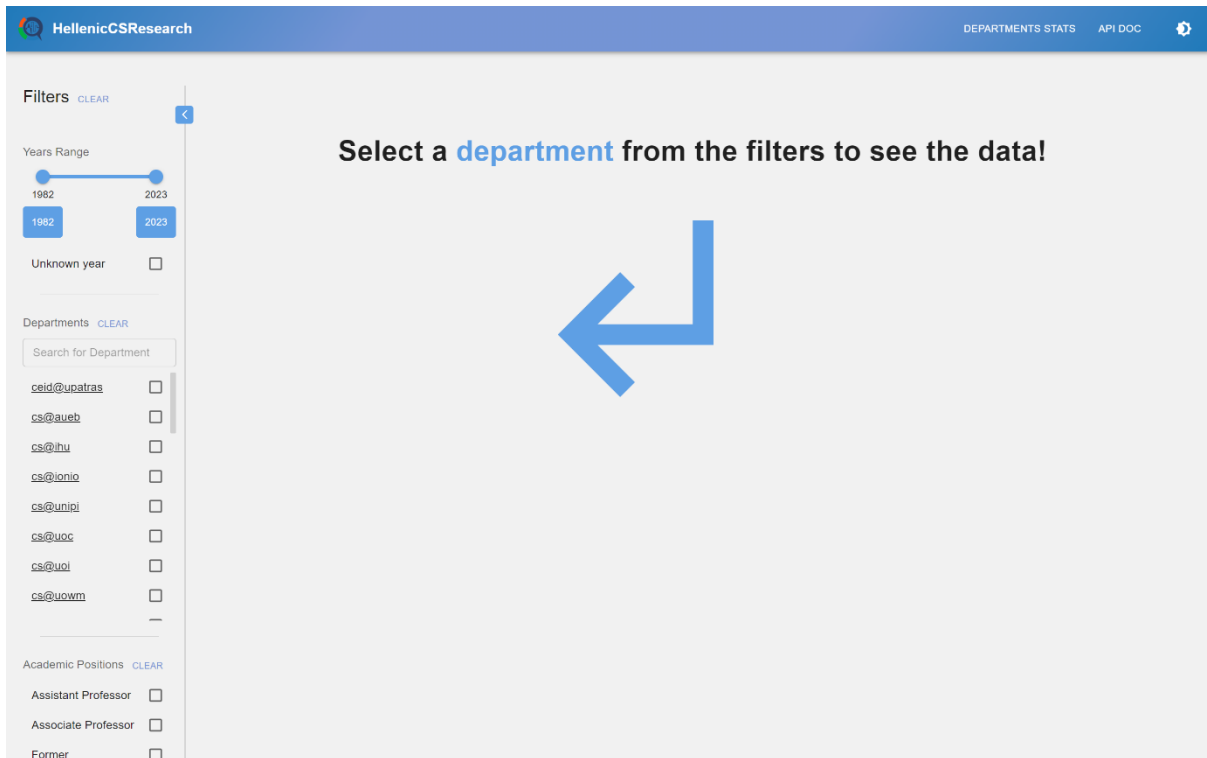 HellenicCSResearch
DEPARTMENTS STATS API DOC
Filters CLEAR
Years Range
1982 2023
1982 2023
Unknown year
Departments CLEAR
Search for Department
ceid@upatras
cs@aueb
cs@ihu
cs@ionio
cs@unipi
cs@uoc
cs@uoi
cs@uowm
Academic Positions CLEAR
Assistant Professor
Associate Professor
Former
Select a department from the filters to see the data!